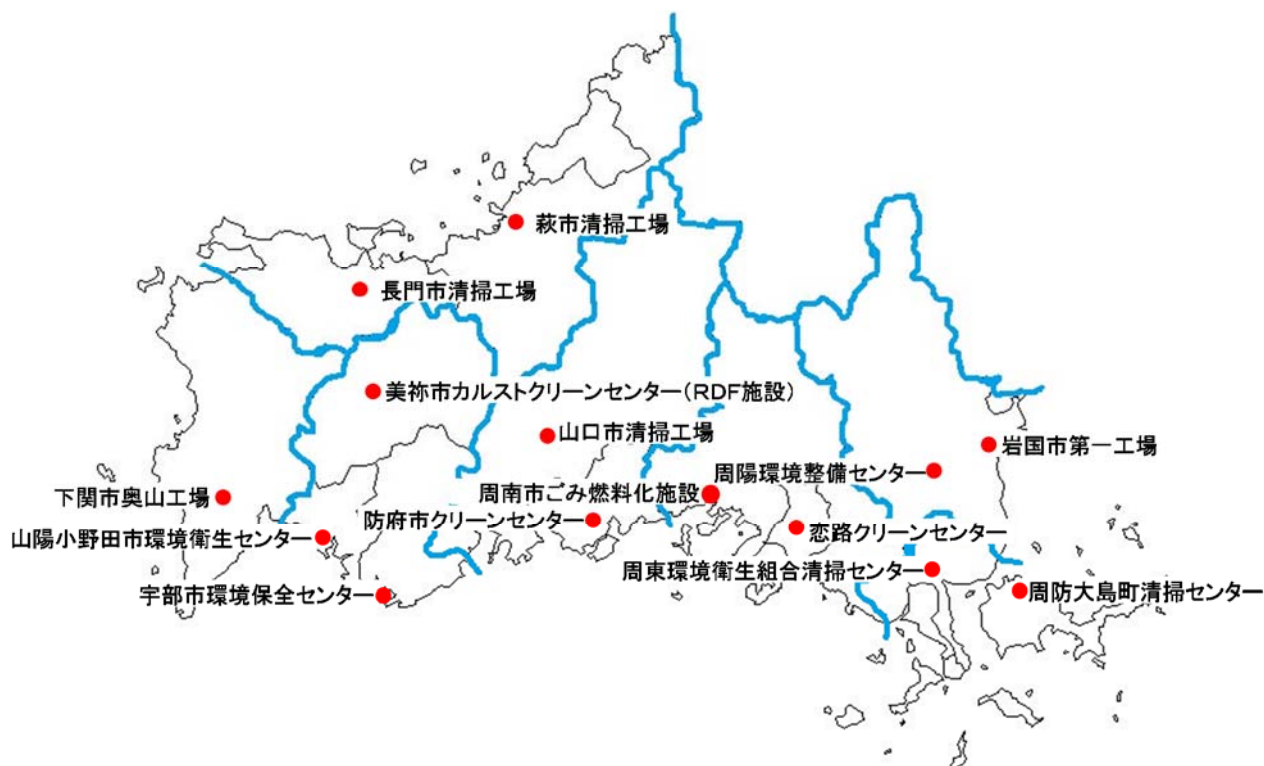 萩市清掃工場
長門市清掃工場
美祢市カルストクリーンセンター(RDF施設)
山口市清掃工場
岩国市第一工場
周陽環境整備センター
下関市奥山工場
周南市ごみ燃料化施設
防府市クリーンセンター
恋路クリーンセンター
山陽小野田市環境衛生センター
周東環境衛生組合清掃センター
宇部市環境保全センター
周防大島町清掃センター